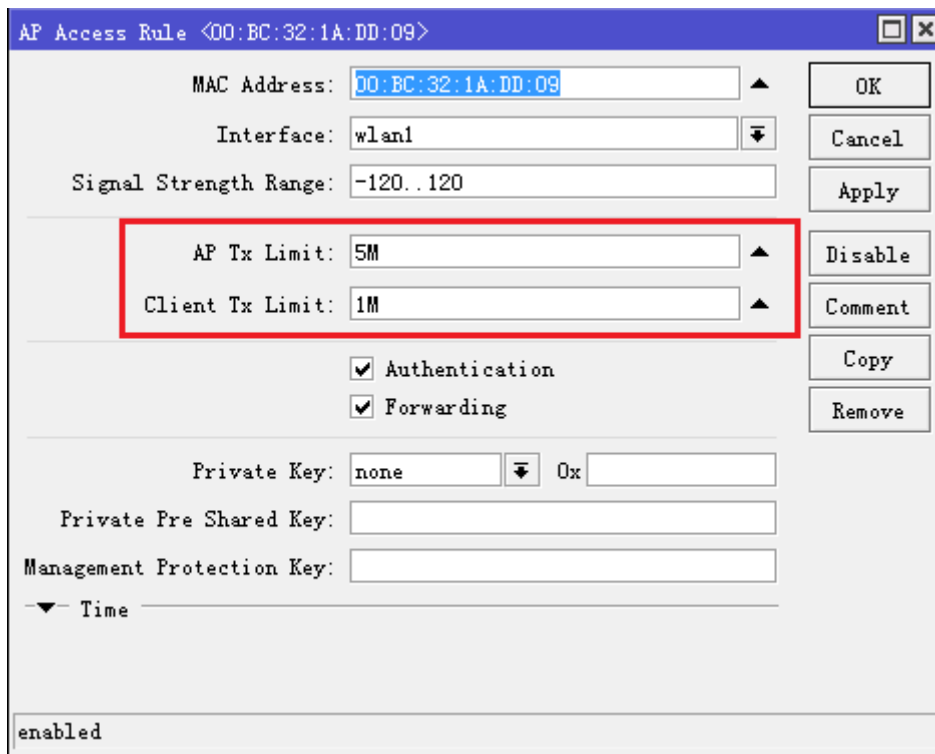 AP Access Rule <00:BC:32:1A:DD:09>
MAC Address: 00:BC:32:1A:DD:09
OK
Interface: wlan1
Cancel
Signal Strength Range: -120..120
Apply
AP Tx Limit: 5M
Disable
Client Tx Limit: 1M
Comment
Authentication
Copy
Forwarding
Remove
Private Key: none 0x
Private Pre Shared Key:
Management Protection Key:
Time
enabled